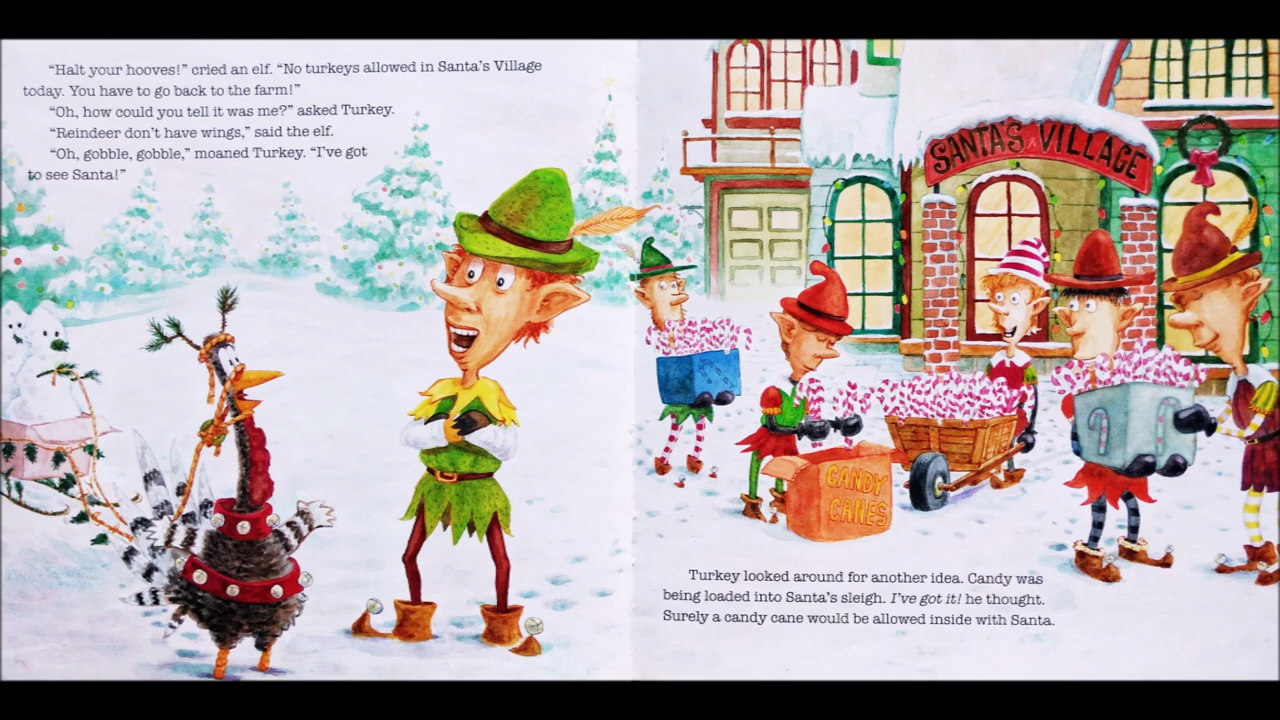 “Halt your hooves!” cried an elf. “No turkeys allowed in Santa’s Village
today. You have to go back to the farm!”
“Oh, how could you tell it was me?” asked Turkey.
“Reindeer don’t have wings,” said the elf.
“Oh, gobble, gobble,” moaned Turkey. “I’ve got
to see Santa!”
SANTA'S VILLAGE
CANDY
CANES
Turkey looked around for another idea. Candy was
being loaded into Santa’s sleigh. I’ve got it! he thought.
Surely a candy cane would be allowed inside with Santa.